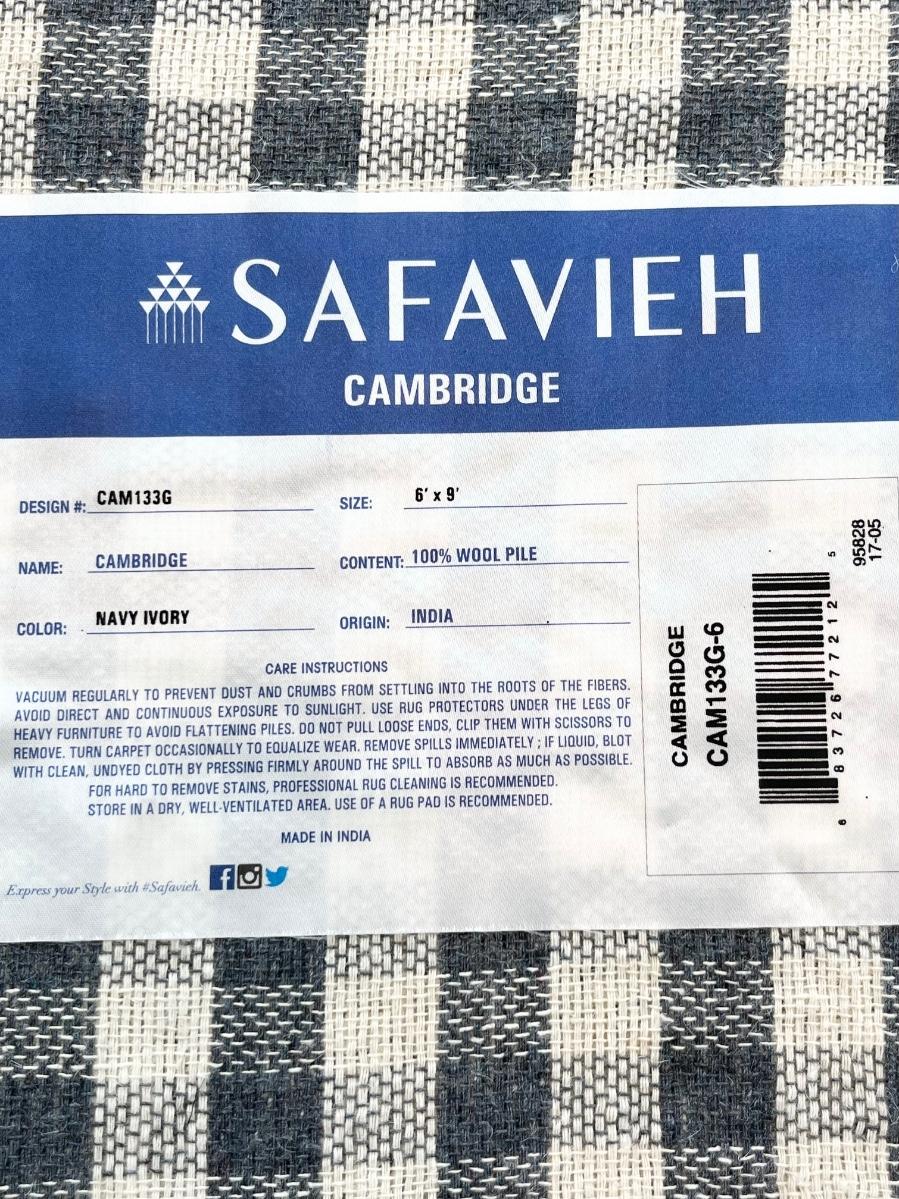 SAFAVIEH
CAMBRIDGE
DESIGN #: CAM133G
SIZE: 6' x 9'
NAME: CAMBRIDGE
CONTENT: 100% WOOL PILE
COLOR: NAVY IVORY
ORIGIN: INDIA
CARE INSTRUCTIONS
VACUUM REGULARLY TO PREVENT DUST AND CRUMBS FROM SETTLING INTO THE ROOTS OF THE FIBERS.
AVOID DIRECT AND CONTINUOUS EXPOSURE TO SUNLIGHT. USE RUG PROTECTORS UNDER THE LEGS OF
HEAVY FURNITURE TO AVOID FLATTENING PILES. DO NOT PULL LOOSE ENDS, CLIP THEM WITH SCISSORS TO
REMOVE. TURN CARPET OCCASIONALLY TO EQUALIZE WEAR. REMOVE SPILLS IMMEDIATELY ; IF LIQUID, BLOT
WITH CLEAN, UNDYED CLOTH BY PRESSING FIRMLY AROUND THE SPILL TO ABSORB AS MUCH AS POSSIBLE.
FOR HARD TO REMOVE STAINS, PROFESSIONAL RUG CLEANING IS RECOMMENDED.
STORE IN A DRY, WELL-VENTILATED AREA. USE OF A RUG PAD IS RECOMMENDED.
MADE IN INDIA
Express your Style with #Safavieh.
CAMBRIDGE
CAM133G-6
6 83726 77212 5
95828
17-05